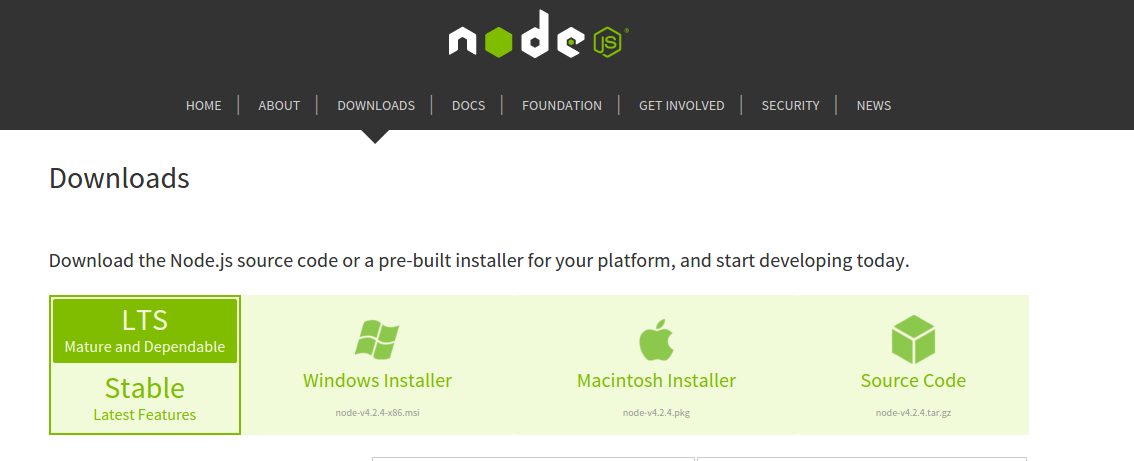 node JS
HOME ABOUT DOWNLOADS DOCS FOUNDATION GET INVOLVED SECURITY NEWS
Downloads
Download the Node.js source code or a pre-built installer for your platform, and start developing today.
LTS
Mature and Dependable
Stable
Latest Features
Windows Installer
node-v4.2.4-x86.msi
Macintosh Installer
node-v4.2.4.pkg
Source Code
node-v4.2.4.tar.gz